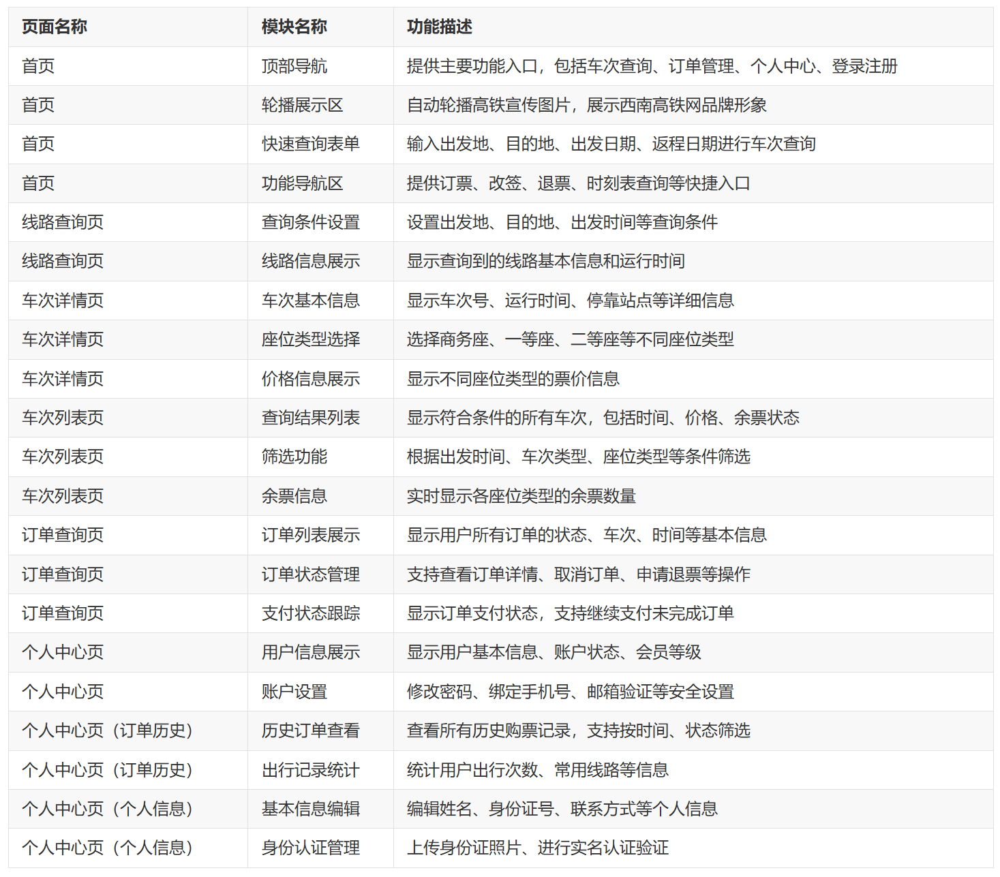 页面名称 模块名称 功能描述
首页 顶部导航 提供主要功能入口，包括车次查询、订单管理、个人中心、登录注册
首页 轮播展示区 自动轮播高铁宣传图片，展示西南高铁网品牌形象
首页 快速查询表单 输入出发地、目的地、出发日期、返程日期进行车次查询
首页 功能导航区 提供订票、改签、退票、时刻表查询等快捷入口
线路查询页 查询条件设置 设置出发地、目的地、出发时间等查询条件
线路查询页 线路信息展示 显示查询到的线路基本信息和运行时间
车次详情页 车次基本信息 显示车次号、运行时间、停靠站点等详细信息
车次详情页 座位类型选择 选择商务座、一等座、二等座等不同座位类型
车次详情页 价格信息展示 显示不同座位类型的票价信息
车次列表页 查询结果列表 显示符合条件的所有车次，包括时间、价格、余票状态
车次列表页 筛选功能 根据出发时间、车次类型、座位类型等条件筛选
车次列表页 余票信息 实时显示各座位类型的余票数量
订单查询页 订单列表展示 显示用户所有订单的状态、车次、时间等基本信息
订单查询页 订单状态管理 支持查看订单详情、取消订单、申请退票等操作
订单查询页 支付状态跟踪 显示订单支付状态，支持继续支付未完成订单
个人中心页 用户信息展示 显示用户基本信息、账户状态、会员等级
个人中心页 账户设置 修改密码、绑定手机号、邮箱验证等安全设置
个人中心页（订单历史） 历史订单查看 查看所有历史购票记录，支持按时间、状态筛选
个人中心页（订单历史） 出行记录统计 统计用户出行次数、常用线路等信息
个人中心页（个人信息） 基本信息编辑 编辑姓名、身份证号、联系方式等个人信息
个人中心页（个人信息） 身份认证管理 上传身份证照片、进行实名认证验证